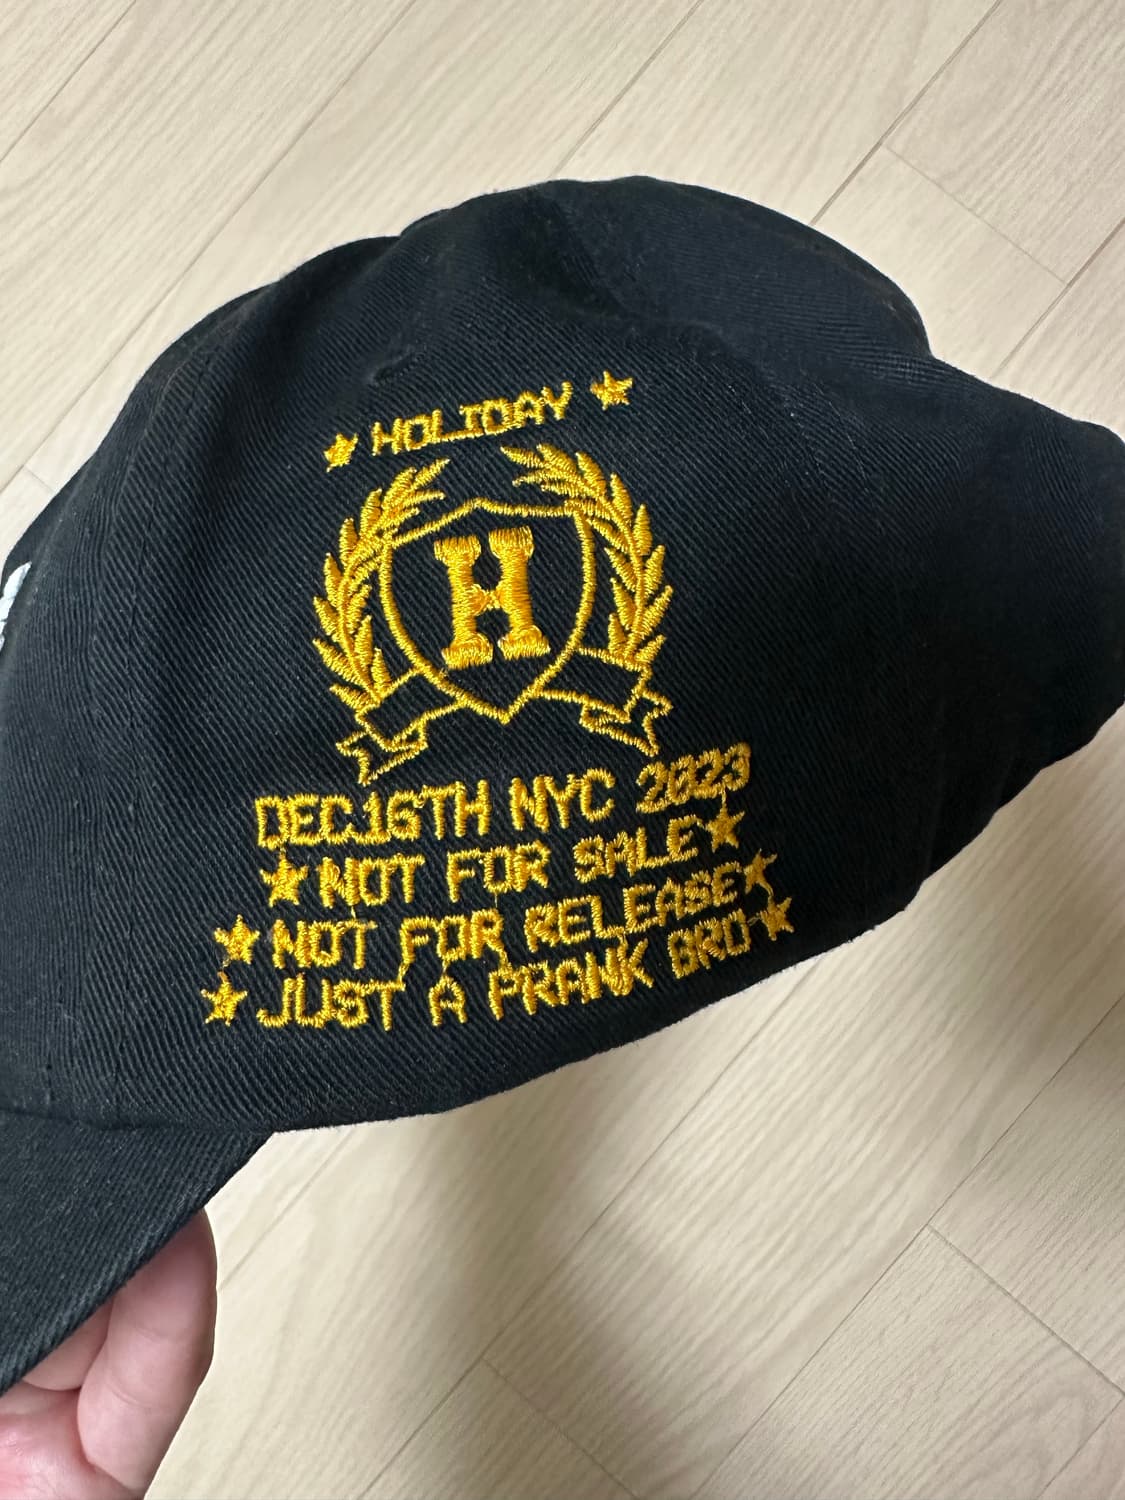 ★ HOLIDAY ★
H
DEC.16TH NYC 2023
★ NOT FOR SALE ★
★ NOT FOR RELEASE ★
★ JUST A PRANK BRO ★